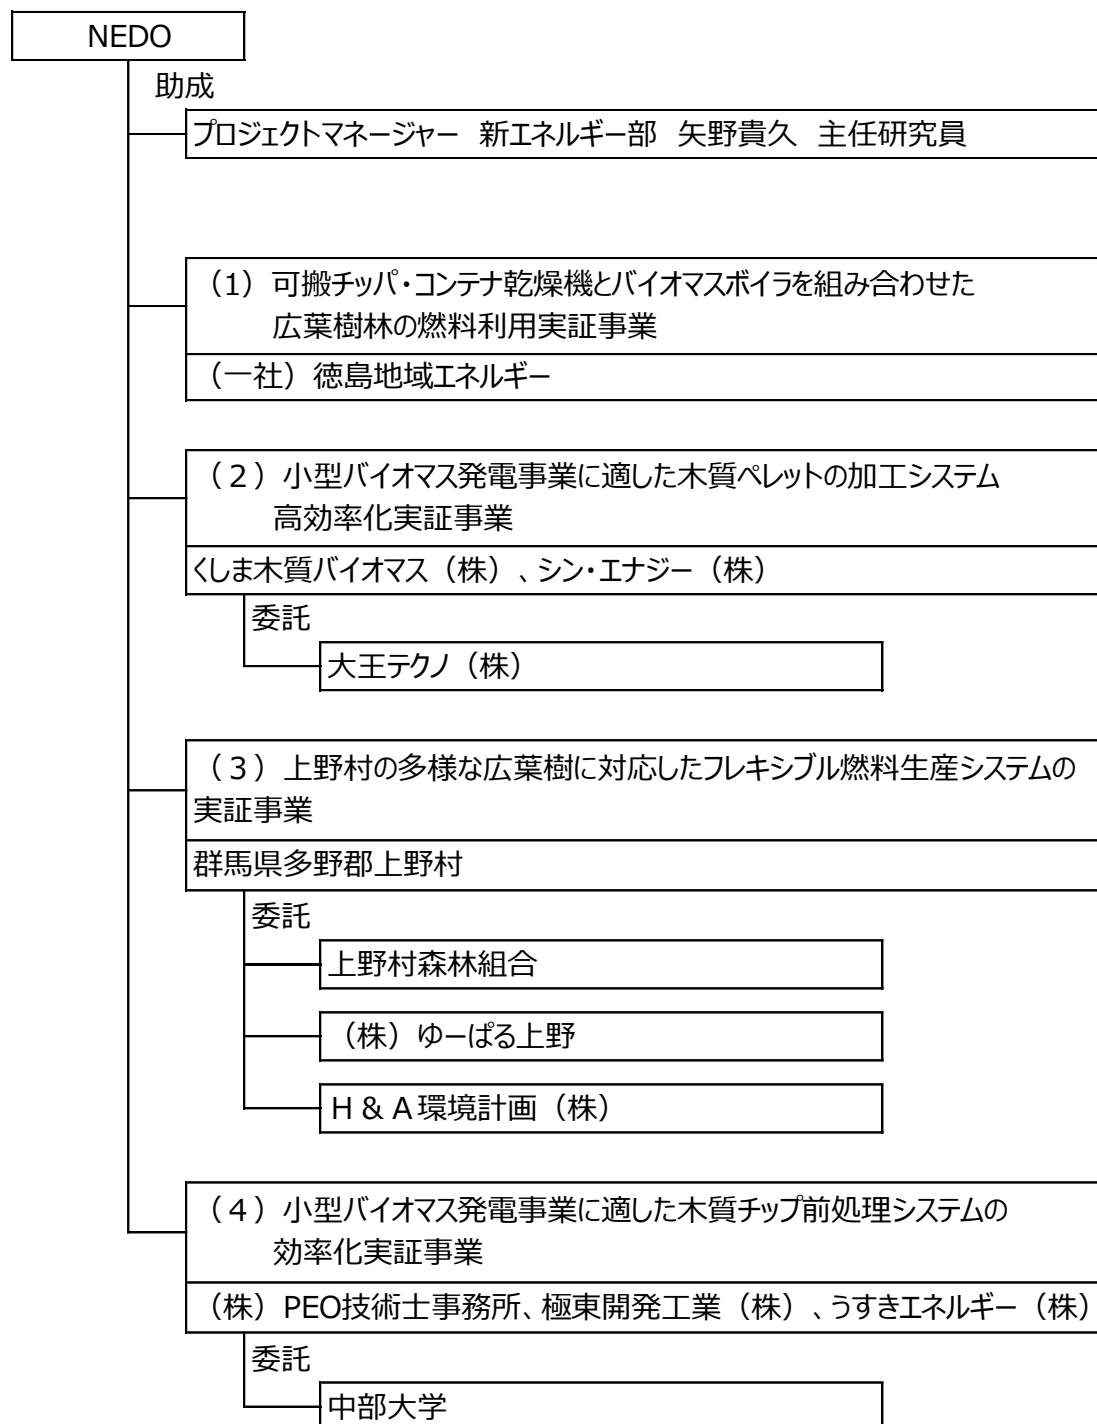 NEDO
助成
プロジェクトマネージャー　新エネルギー部　矢野貴久　主任研究員
（1）可搬チッパ・コンテナ乾燥機とバイオマスボイラを組み合わせた
広葉樹林の燃料利用実証事業
（一社）徳島地域エネルギー
（２）小型バイオマス発電事業に適した木質ペレットの加工システム
高効率化実証事業
くしま木質バイオマス（株）、シン・エナジー（株）
委託
大王テクノ（株）
（３）上野村の多様な広葉樹に対応したフレキシブル燃料生産システムの
実証事業
群馬県多野郡上野村
委託
上野村森林組合
（株）ゆーぱる上野
Ｈ＆Ａ環境計画（株）
（４）小型バイオマス発電事業に適した木質チップ前処理システムの
効率化実証事業
（株）PEO技術士事務所、極東開発工業（株）、うすきエネルギー（株）
委託
中部大学